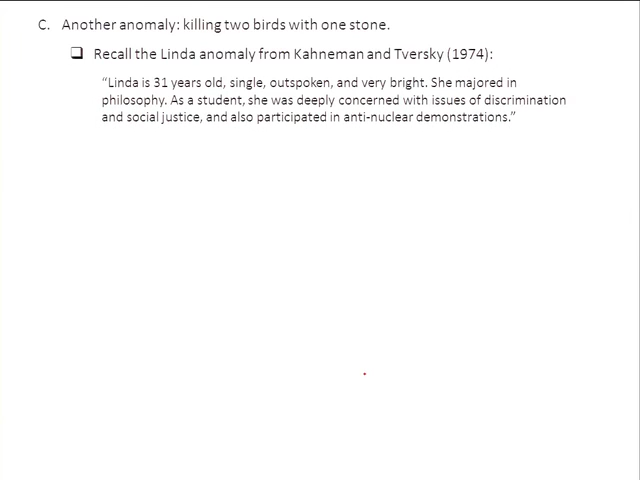 C. Another anomaly: killing two birds with one stone.
❑ Recall the Linda anomaly from Kahneman and Tversky (1974):
“Linda is 31 years old, single, outspoken, and very bright. She majored in
philosophy. As a student, she was deeply concerned with issues of discrimination
and social justice, and also participated in anti-nuclear demonstrations.”